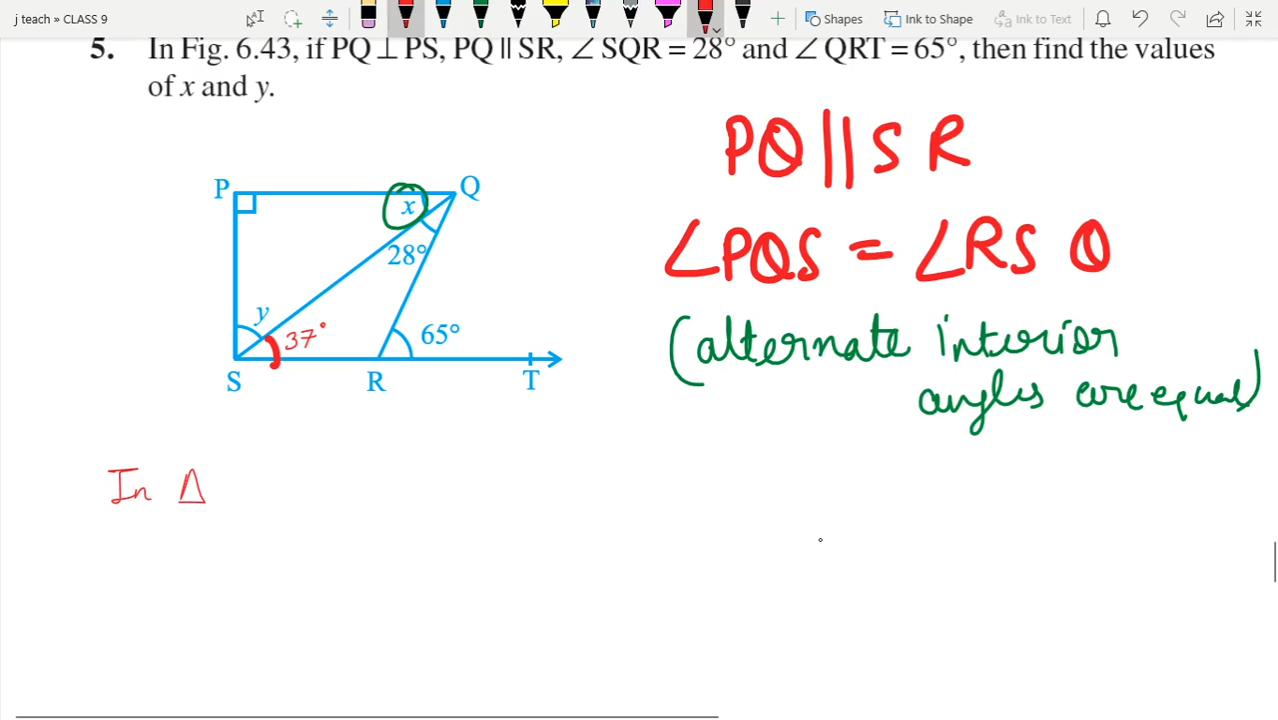 j teach » CLASS 9
Shapes
Ink to Shape
Ink to Text
5. In Fig. 6.43, if PQ ⊥ PS, PQ || SR, ∠ SQR = 28° and ∠ QRT = 65°, then find the values
of x and y.
PQ || SR
∠PQS = ∠RSQ
(alternate interior
angles are equal)
P
Q
x
28°
y
37°
65°
S
R
T
In Δ